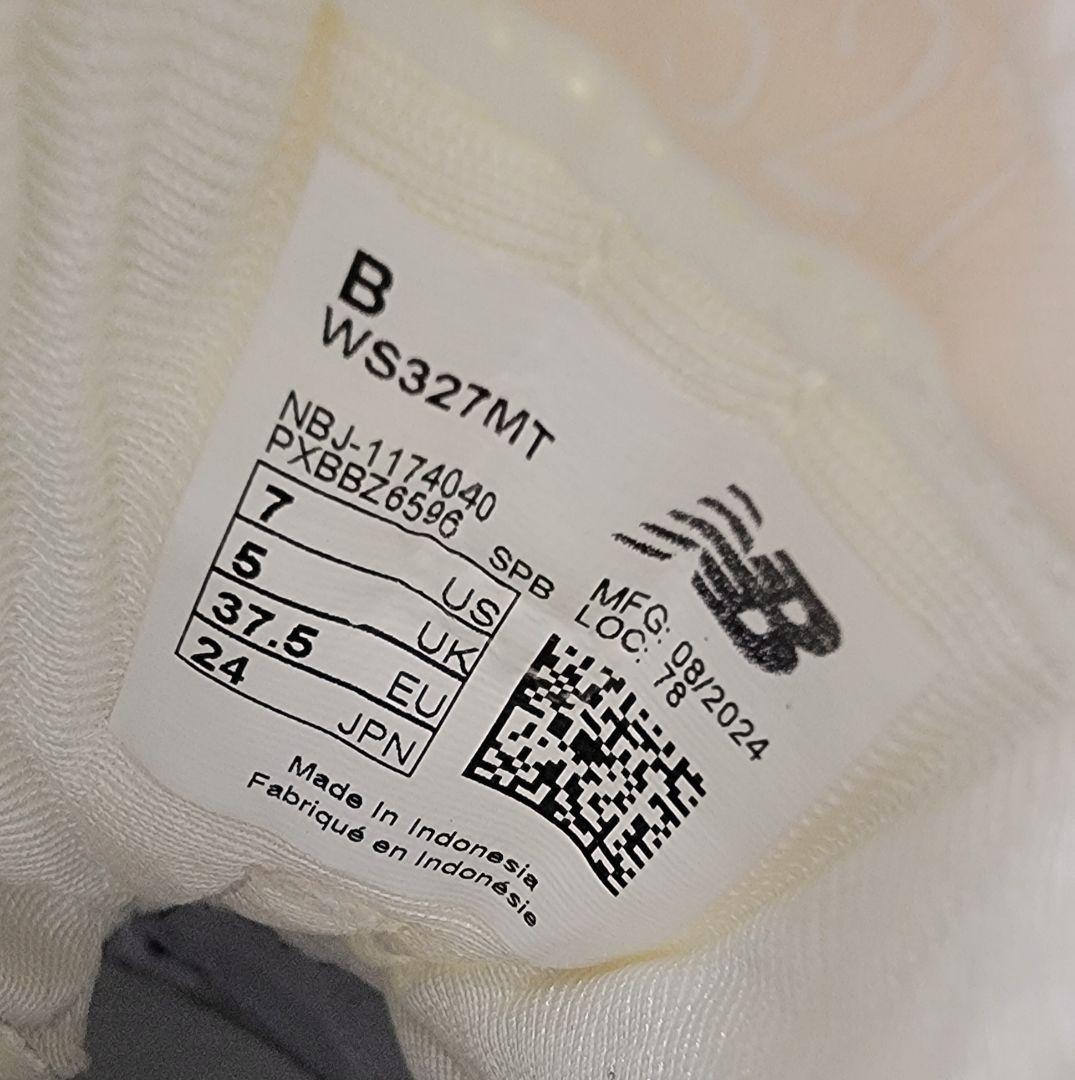 B
WS327MT
NBJ-1174040
PXBBZ6596 SPB
7 US
5 UK
37.5 EU
24 JPN
MFG: 08/2024
LOC: 78
Made In Indonesia
Fabriqué en Indonésie